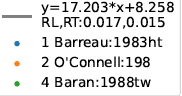 y=17.203*x+8.258
RL,RT:0.017,0.015
1 Barreau:1983ht
2 O'Connell:198
4 Baran:1988tw